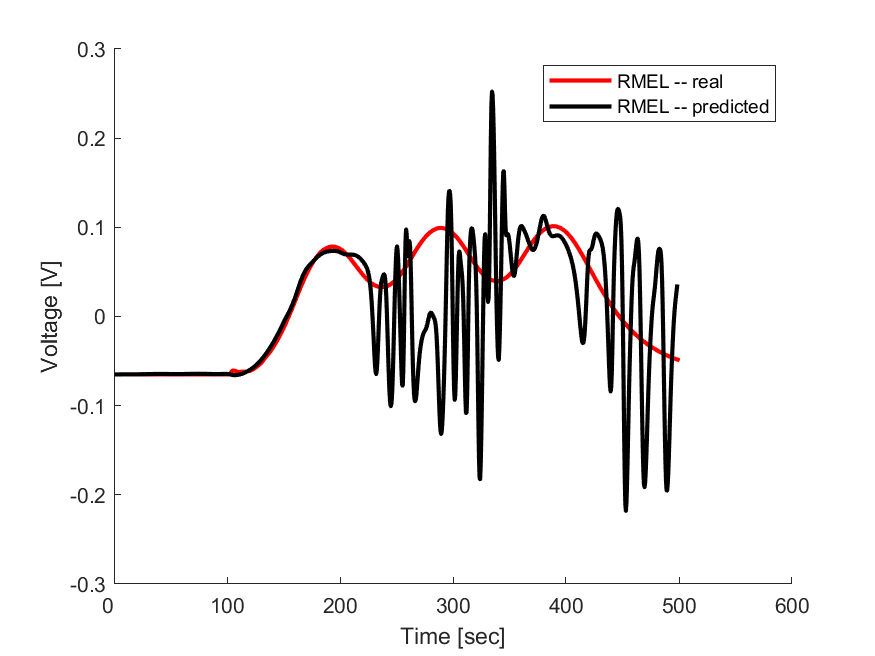 0.3
0.2
0.1
0
-0.1
-0.2
-0.3
Voltage [V]
RMEL -- real
RMEL -- predicted
0 100 200 300 400 500 600
Time [sec]